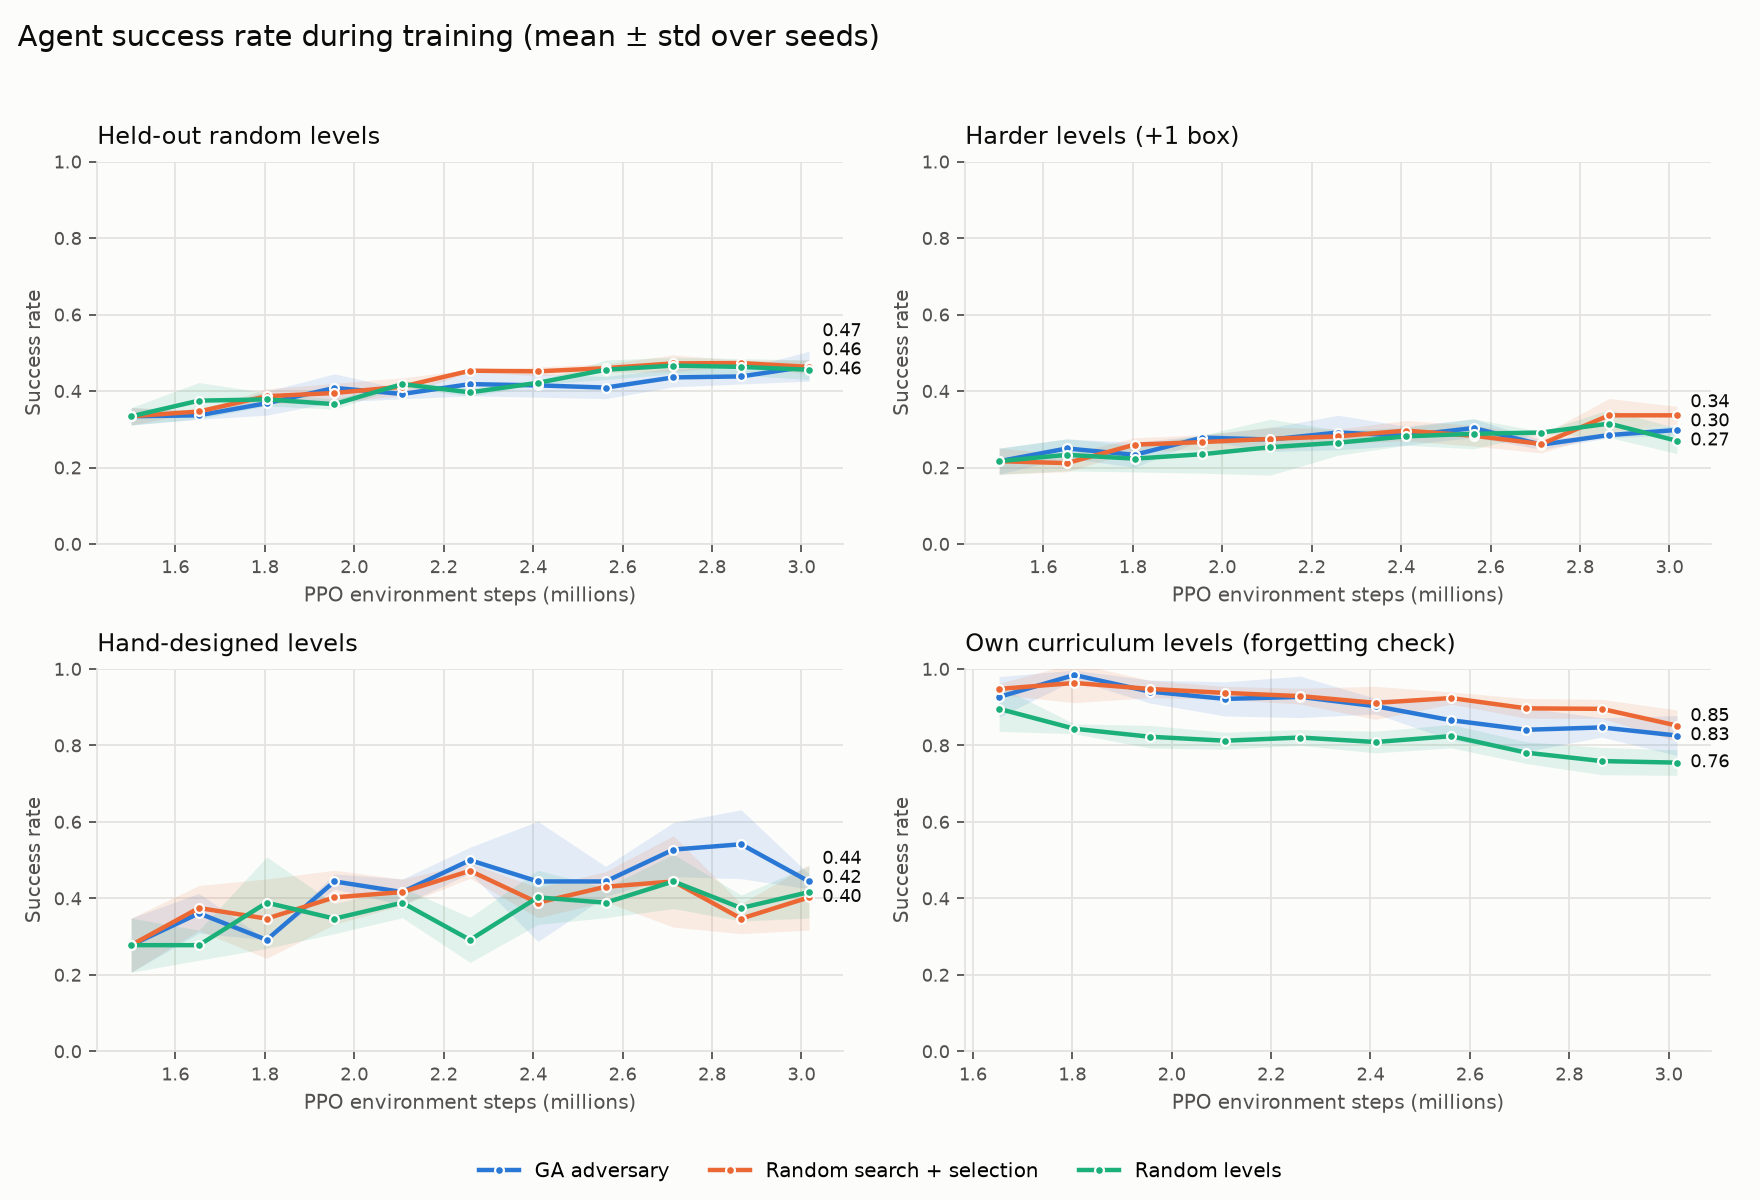 Agent success rate during training (mean ± std over seeds)
Held-out random levels
1.0
0.8
0.6
0.4
0.2
0.0
Success rate
0.47
0.46
0.46
1.6 1.8 2.0 2.2 2.4 2.6 2.8 3.0
PPO environment steps (millions)
Harder levels (+1 box)
1.0
0.8
0.6
0.4
0.2
0.0
Success rate
0.34
0.30
0.27
1.6 1.8 2.0 2.2 2.4 2.6 2.8 3.0
PPO environment steps (millions)
Hand-designed levels
1.0
0.8
0.6
0.4
0.2
0.0
Success rate
0.44
0.42
0.40
1.6 1.8 2.0 2.2 2.4 2.6 2.8 3.0
PPO environment steps (millions)
Own curriculum levels (forgetting check)
1.0
0.8
0.6
0.4
0.2
0.0
Success rate
0.85
0.83
0.76
1.6 1.8 2.0 2.2 2.4 2.6 2.8 3.0
PPO environment steps (millions)
GA adversary Random search + selection Random levels